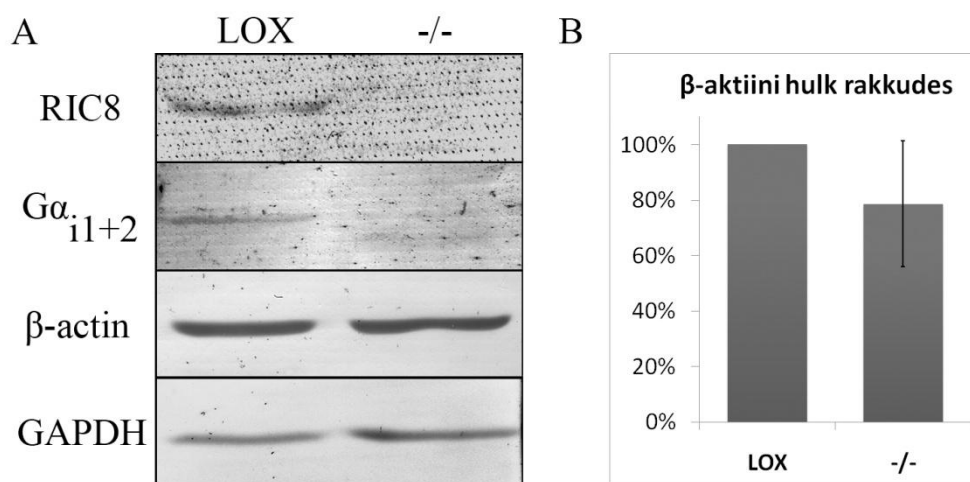 A
LOX -/-
RIC8
Gα i1+2
β-actin
GAPDH
B
β-aktiini hulk rakkudes
100%
80%
60%
40%
20%
0%
LOX -/-